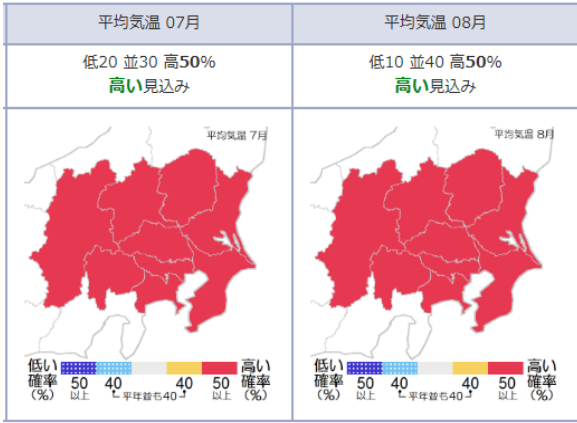 平均気温 07月
平均気温 08月
低20 並30 高50%
高い見込み
低10 並40 高50%
高い見込み
平均気温 7月
平均気温 8月
低い
確率
(%)
50
以上
40
平年並も40
40
50
以上
高い
確率
(%)
低い
確率
(%)
50
以上
40
平年並も40
40
50
以上
高い
確率
(%)